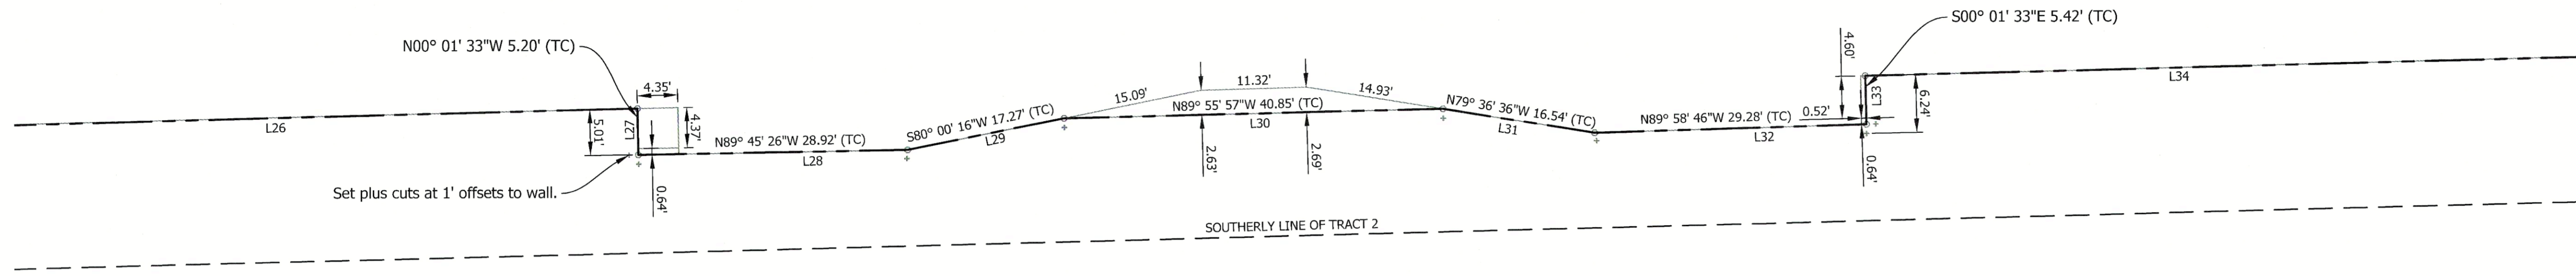 S00° 01' 33"E 5.42' (TC)
N00° 01' 33"W 5.20' (TC)
4.60'
L34
11.32'
4.35'
15.09'
14.93'
N89° 55' 57"W 40.85' (TC)
N79° 36' 36"W 16.54' (TC)
L33
6.24'
L26
5.01'
L27
4.37'
S80° 00' 16"W 17.27' (TC)
L29
L30
L31
N89° 58' 46"W 29.28' (TC)
0.52'
L32
N89° 45' 26"W 28.92' (TC)
L28
2.63'
2.69'
0.64'
Set plus cuts at 1' offsets to wall.
0.64'
SOUTHERLY LINE OF TRACT 2